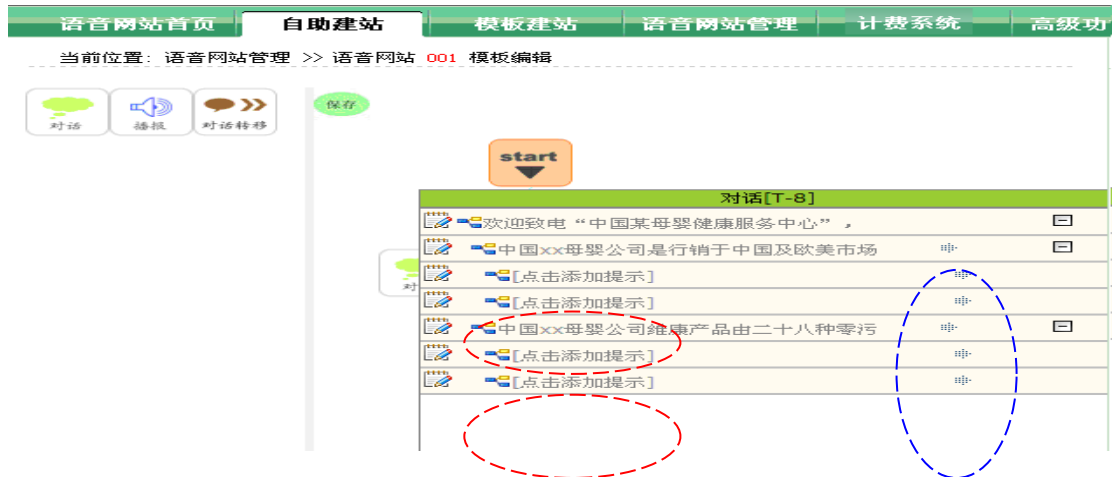 语音网站首页 自助建站 模板建站 语音网站管理 计费系统 高级功
当前位置: 语音网站管理 >> 语音网站 001 模板编辑
对话 播报 对话转移 保存
start
对话[T-8]
欢迎致电“中国某母婴健康服务中心”,
中国xx母婴公司是行销于中国及欧美市场
[点击添加提示]
[点击添加提示]
中国xx母婴公司维康产品由二十八种零污
[点击添加提示]
[点击添加提示]